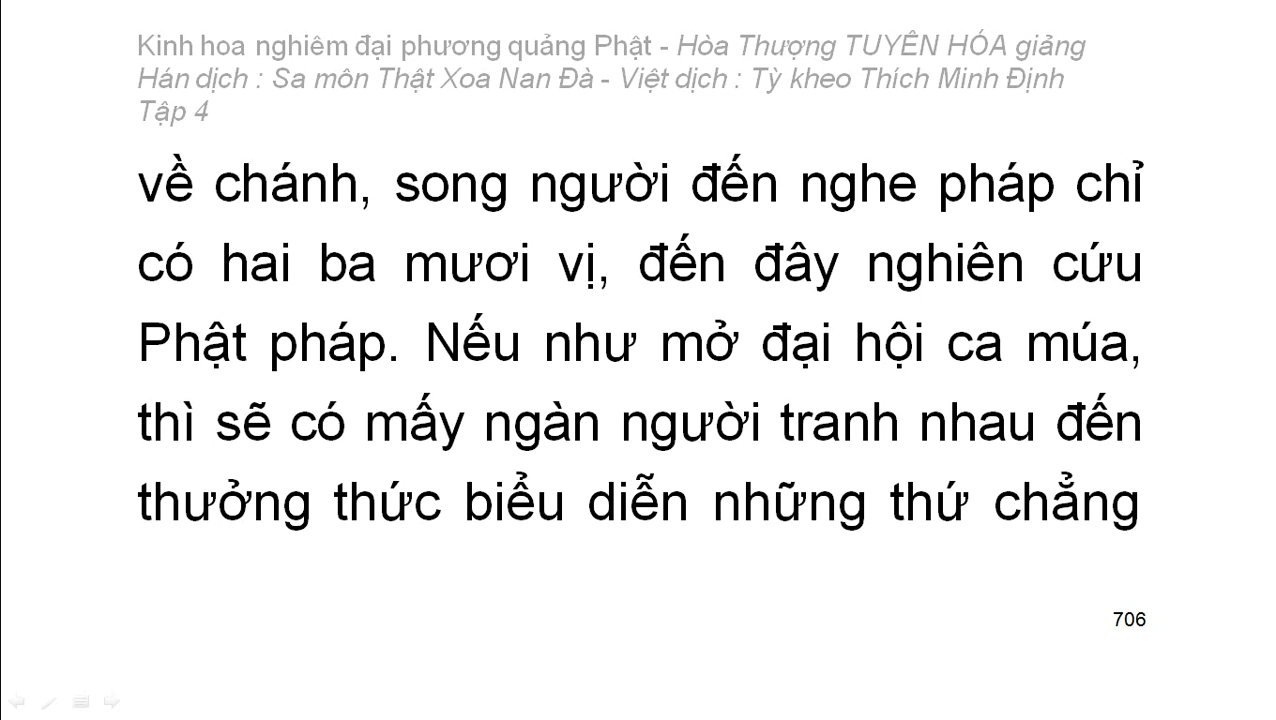 Kinh hoa nghiêm đại phương quảng Phật - Hòa Thượng TUYÊN HÓA giảng
Hán dịch : Sa môn Thật Xoa Nan Đà - Việt dịch : Tỳ kheo Thích Minh Định
Tập 4
về chánh, song người đến nghe pháp chỉ
có hai ba mươi vị, đến đây nghiên cứu
Phật pháp. Nếu như mở đại hội ca múa,
thì sẽ có mấy ngàn người tranh nhau đến
thưởng thức biểu diễn những thứ chẳng
706